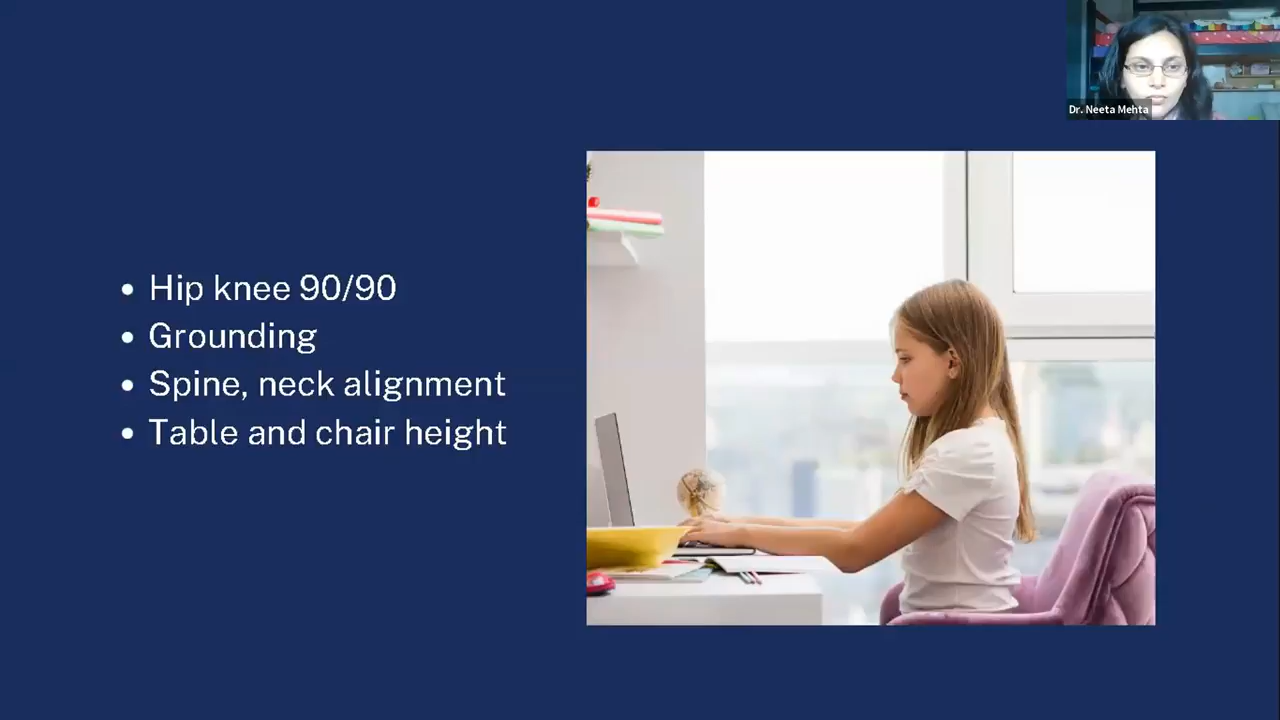 Dr. Neeta Mehta
• Hip knee 90/90
• Grounding
• Spine, neck alignment
• Table and chair height